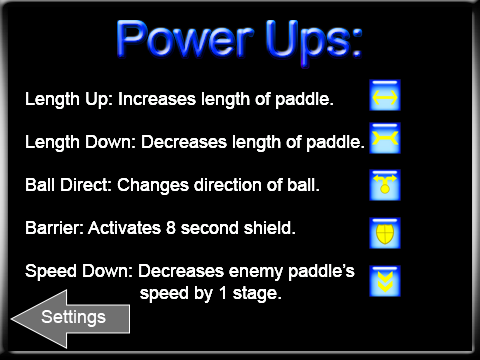 Power Ups:
Length Up: Increases length of paddle.
Length Down: Decreases length of paddle.
Ball Direct: Changes direction of ball.
Barrier: Activates 8 second shield.
Speed Down: Decreases enemy paddle's
speed by 1 stage.
Settings